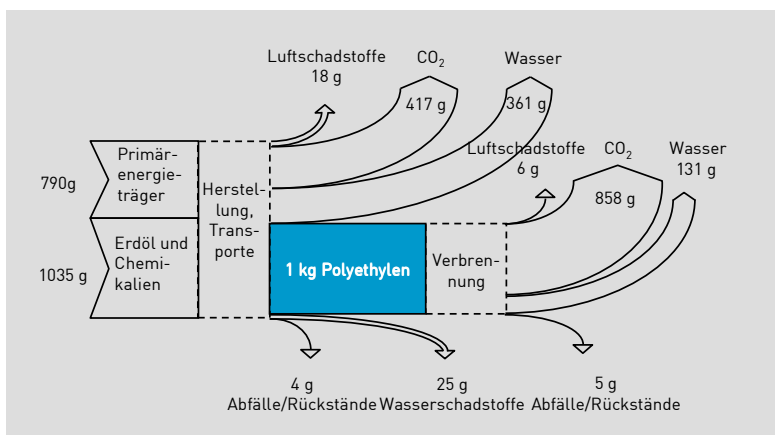 Luftschadstoffe
18 g
CO₂
417 g
Wasser
361 g
Luftschadstoffe
6 g
CO₂
858 g
Wasser
131 g
790g
Primär-
energie-
träger
Herstel-
lung,
Trans-
porte
1035 g
Erdöl und
Chemi-
kalien
1 kg Polyethylen
Verbren-
nung
4 g
Abfälle/Rückstände
25 g
Wasserschadstoffe
5 g
Abfälle/Rückstände